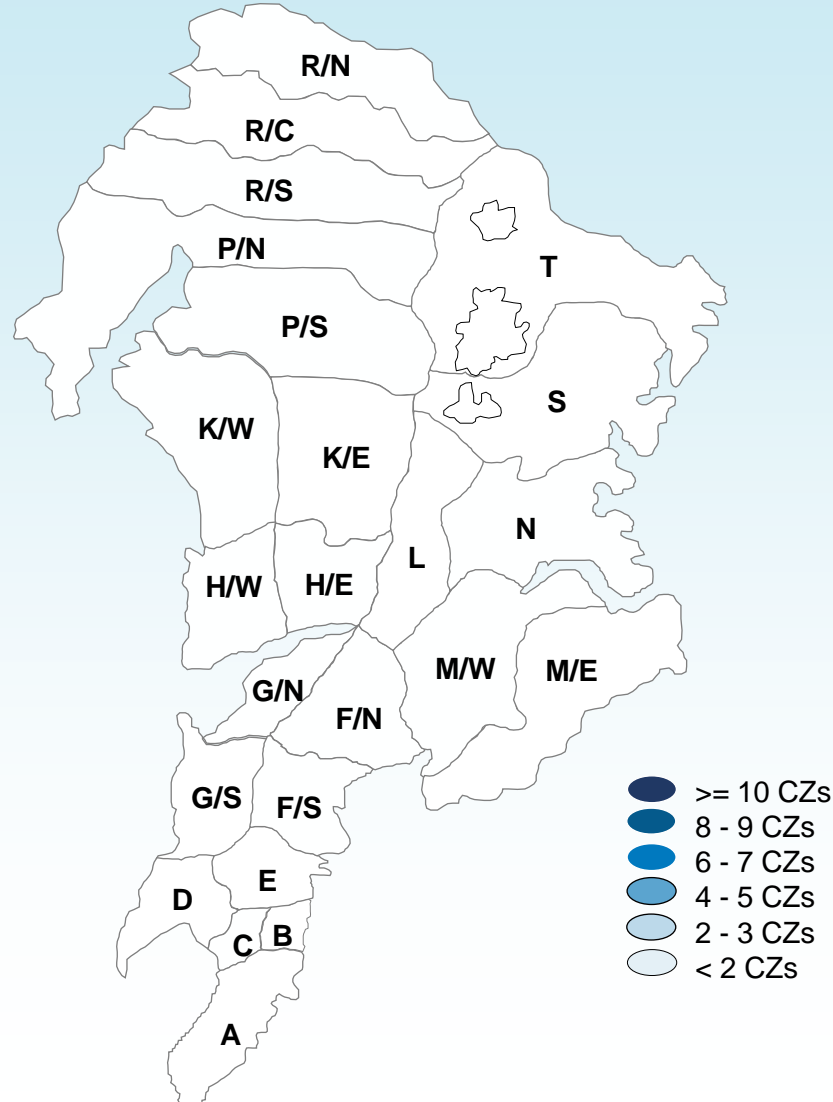 R/N
R/C
R/S
P/N
T
P/S
S
K/W
K/E
N
L
H/W
H/E
M/W
M/E
G/N
F/N
G/S
F/S
E
D
B
C
A
>= 10 CZs
8 - 9 CZs
6 - 7 CZs
4 - 5 CZs
2 - 3 CZs
< 2 CZs